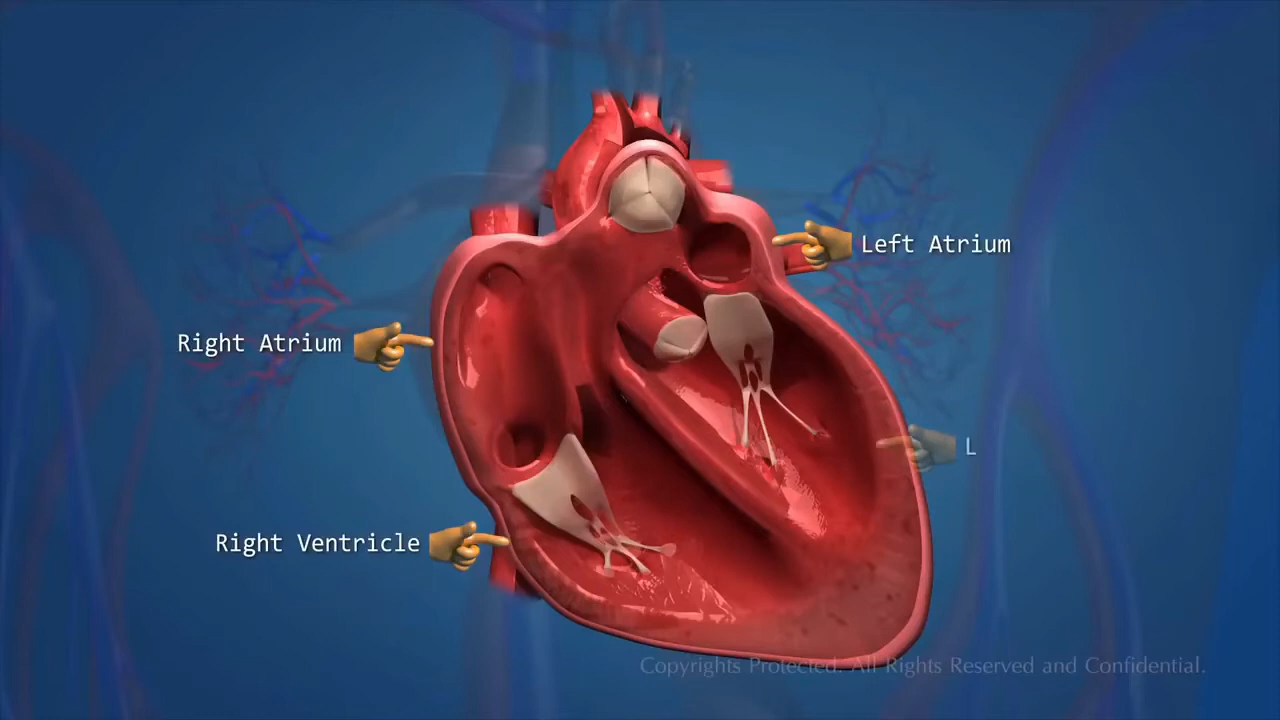 Left Atrium
Right Atrium
L
Right Ventricle
Copyrights Protected. All Rights Reserved and Confidential.